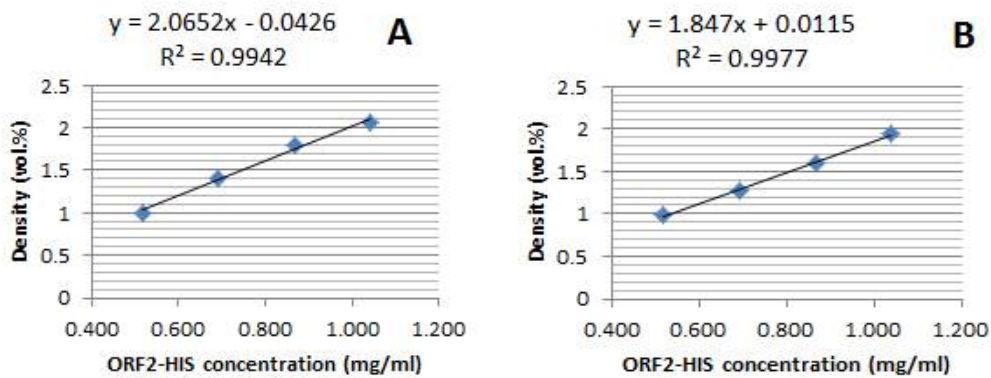 y = 2.0652x - 0.0426
R² = 0.9942
A
2.5
2
1.5
1
0.5
0
Density (vol.%)
0.400 0.600 0.800 1.000 1.200
ORF2-HIS concentration (mg/ml)
y = 1.847x + 0.0115
R² = 0.9977
B
2.5
2
1.5
1
0.5
0
Density (vol.%)
0.400 0.600 0.800 1.000 1.200
ORF2-HIS concentration (mg/ml)